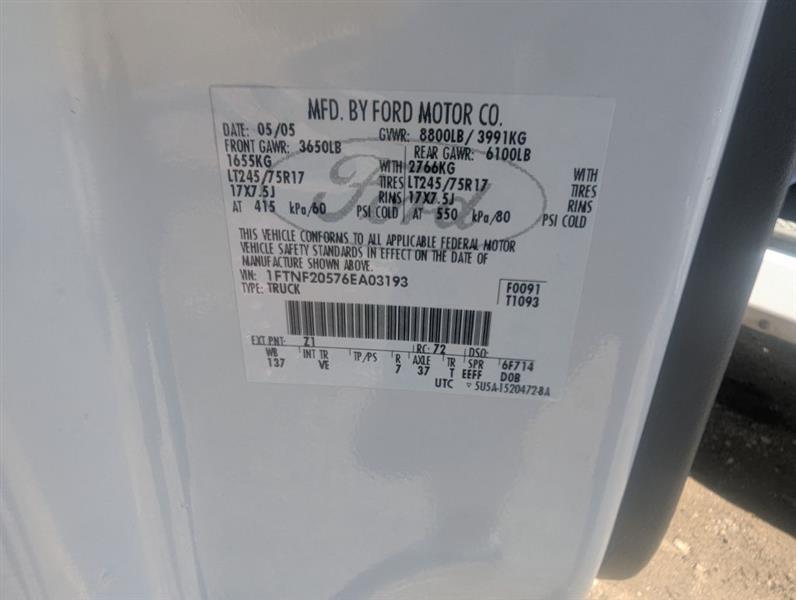 MFD. BY FORD MOTOR CO.
DATE: 05/05 GVWR: 8800LB / 3991KG
FRONT GAWR: 3650LB REAR GAWR: 6100LB
1655KG WITH 2766KG WITH
LT245/75R17 TIRES LT245/75R17 TIRES
17X7.5J RIMS 17X7.5J RIMS
AT 415 kPa/60 PSI COLD AT 550 kPa/80 PSI COLD
Ford
THIS VEHICLE CONFORMS TO ALL APPLICABLE FEDERAL MOTOR
VEHICLE SAFETY STANDARDS IN EFFECT ON THE DATE OF
MANUFACTURE SHOWN ABOVE.
VIN: 1FTNF20576EA03193 F0091
TYPE: TRUCK T1093
EXT PNT: Z1 RC: 72 DSO:
WB INT TR TP/PS R AXLE TR SPR 6F714
137 VE 7 37 T EEFF DOB
UTC ▽ 5U5A-1520472-BA